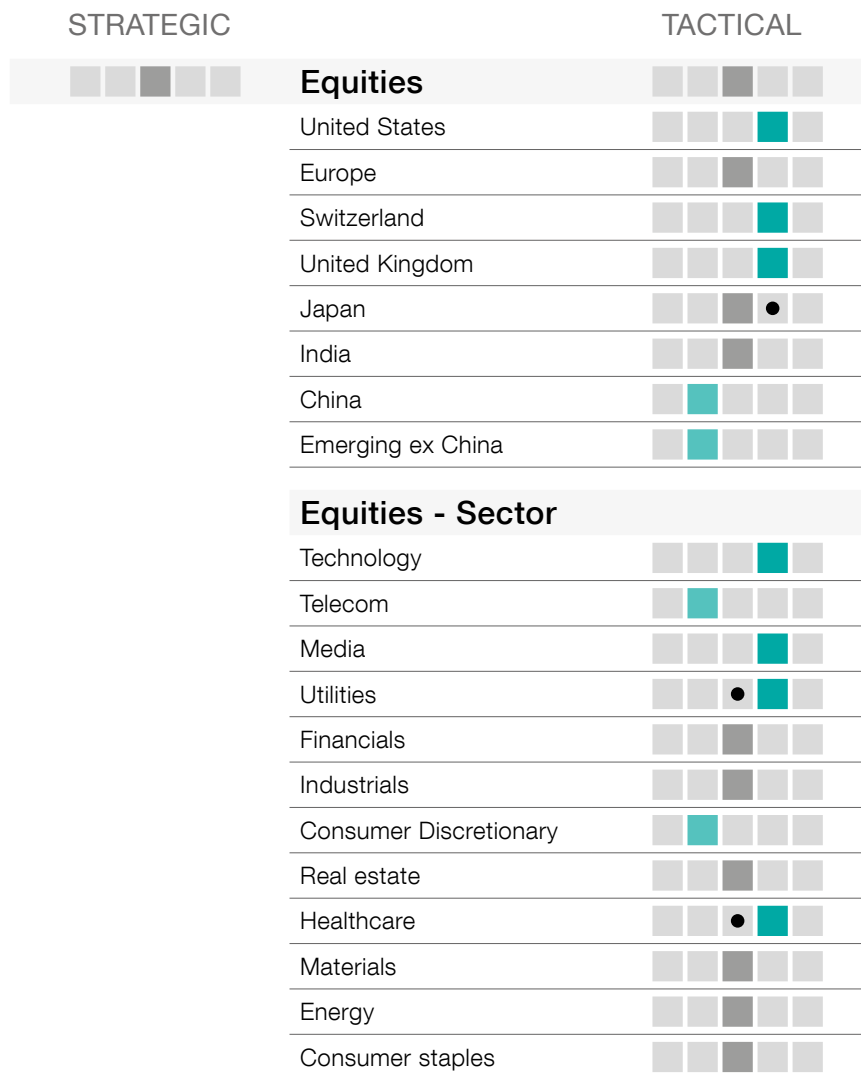 STRATEGIC TACTICAL
Equities
United States
Europe
Switzerland
United Kingdom
Japan
India
China
Emerging ex China
Equities - Sector
Technology
Telecom
Media
Utilities
Financials
Industrials
Consumer Discretionary
Real estate
Healthcare
Materials
Energy
Consumer staples